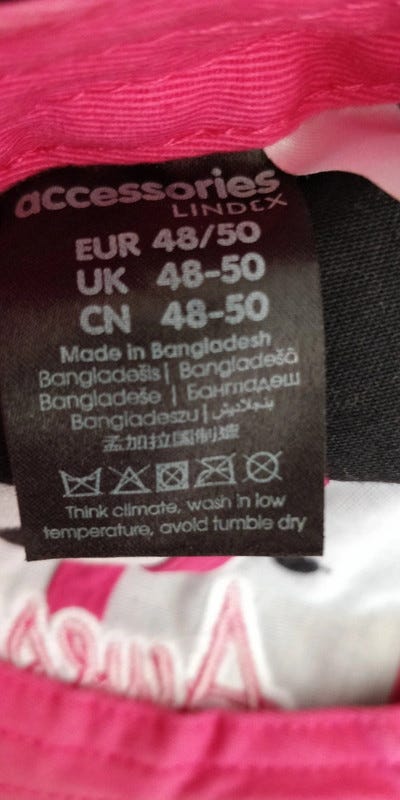 accessories
LINDEX
EUR 48/50
UK 48-50
CN 48-50
Made in Bangladesh
Bangladešis | Bangladešā
Bangladeše | Бангладеш
Bangladeszu | بنجلاديش
孟加拉国制造
Think climate, wash in low
temperature, avoid tumble dry